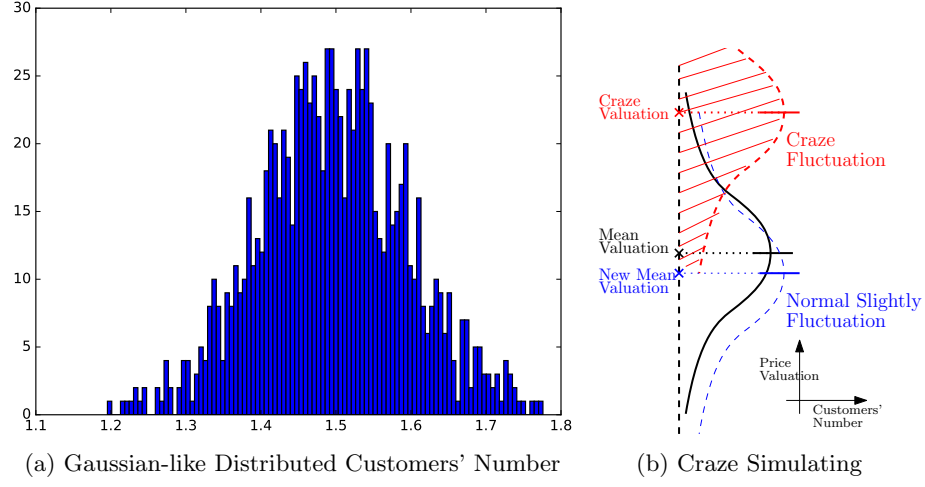 30
25
20
15
10
5
0
1.1 1.2 1.3 1.4 1.5 1.6 1.7 1.8
(a) Gaussian-like Distributed Customers' Number
Craze
Valuation
Craze
Fluctuation
Mean
Valuation
New Mean
Valuation
Normal Slightly
Fluctuation
Price
Valuation
Customers'
Number
(b) Craze Simulating